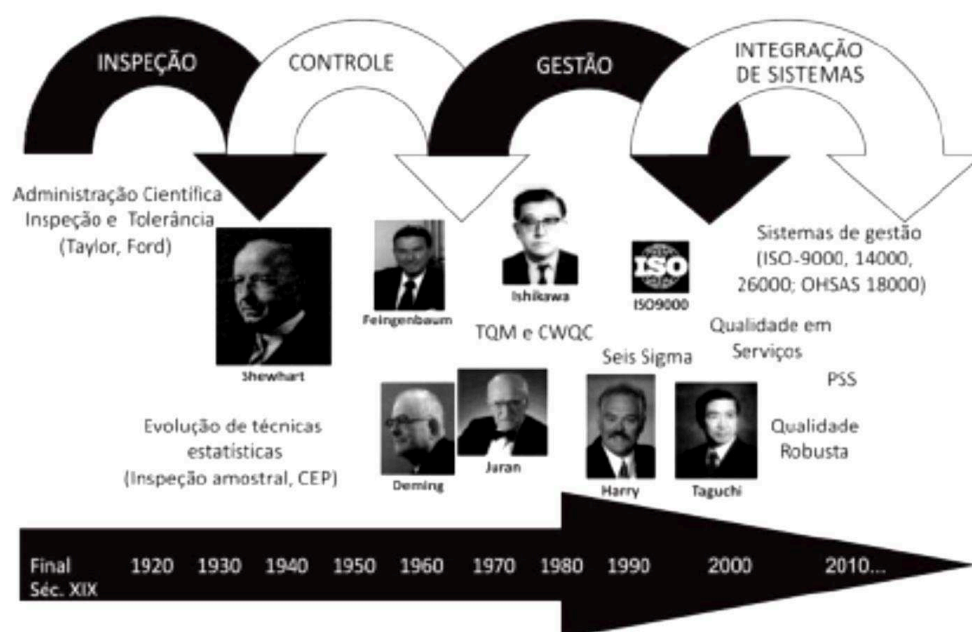 INSPEÇÃO
CONTROLE
GESTÃO
INTEGRAÇÃO
DE SISTEMAS
Administração Científica
Inspeção e Tolerância
(Taylor, Ford)
Shewhart
Feingenbaum
Ishikawa
ISO
ISO9000
Sistemas de gestão
(ISO-9000, 14000,
26000; OHSAS 18000)
TQM e CWQC
Qualidade em
Serviços
Seis Sigma
PSS
Evolução de técnicas
estatísticas
(Inspeção amostral, CEP)
Deming
Juran
Harry
Taguchi
Qualidade
Robusta
Final
Séc. XIX
1920 1930 1940 1950 1960 1970 1980 1990 2000 2010...